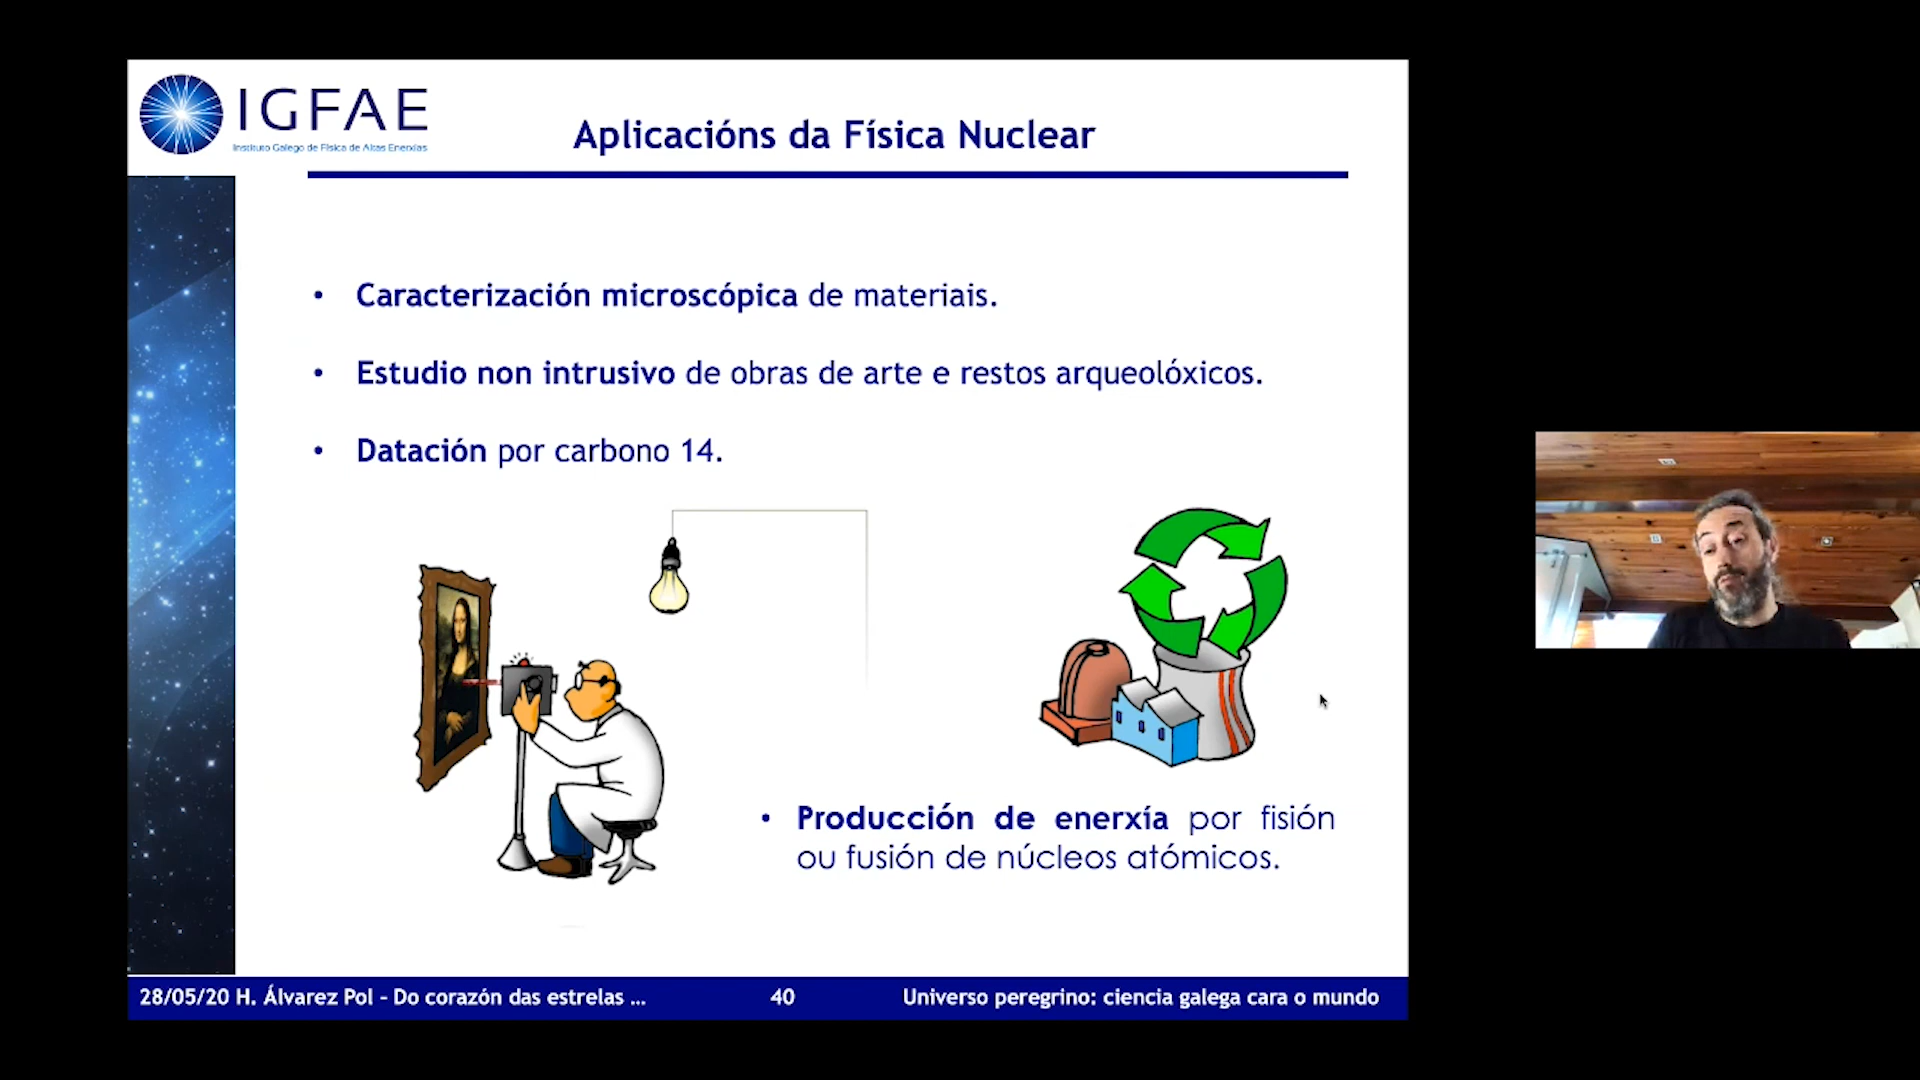 IGFAE
Instituto Galego de Física de Altas Enerxías
Aplicacións da Física Nuclear
• Caracterización microscópica de materiais.
• Estudio non intrusivo de obras de arte e restos arqueolóxicos.
• Datación por carbono 14.
• Producción de enerxía por fisión
ou fusión de núcleos atómicos.
28/05/20 H. Álvarez Pol - Do corazón das estrelas ...
40
Universo peregrino: ciencia galega cara o mundo